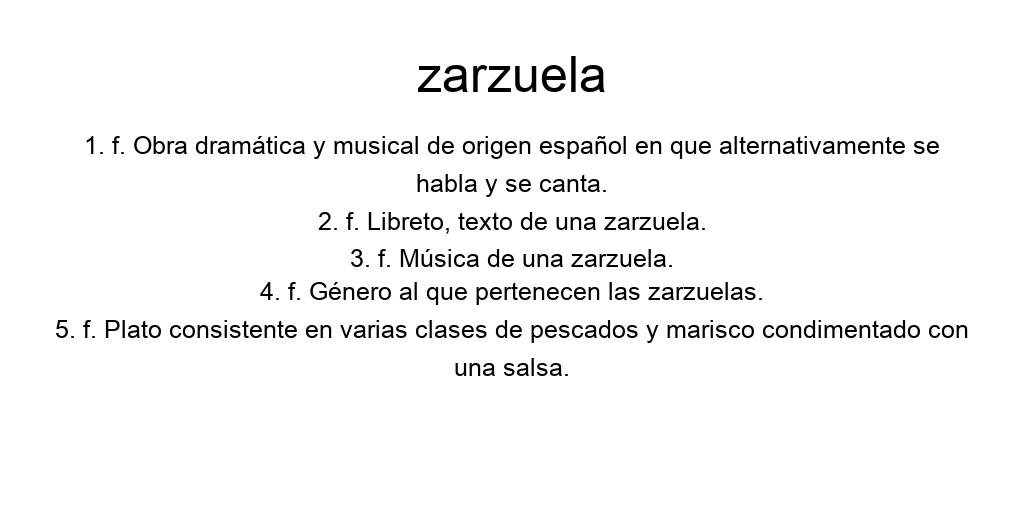 zarzuela
1. f. Obra dramática y musical de origen español en que alternativamente se
habla y se canta.
2. f. Libreto, texto de una zarzuela.
3. f. Música de una zarzuela.
4. f. Género al que pertenecen las zarzuelas.
5. f. Plato consistente en varias clases de pescados y marisco condimentado con
una salsa.